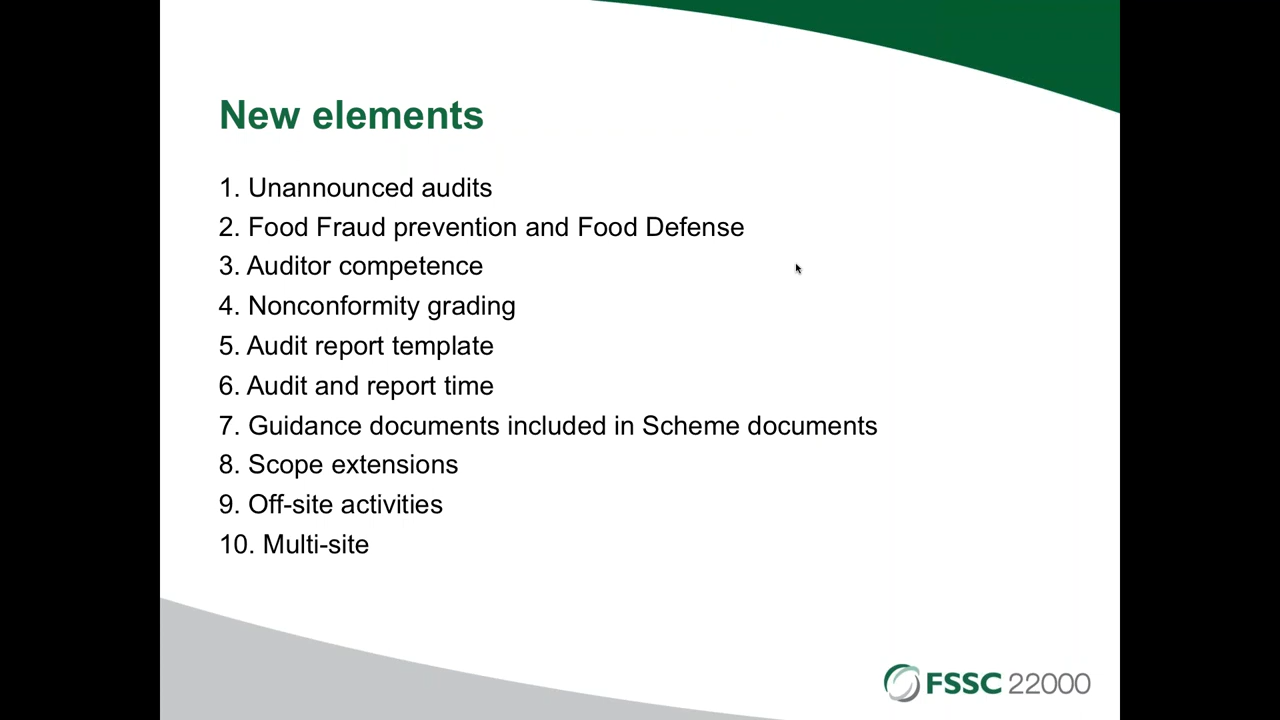 New elements
1. Unannounced audits
2. Food Fraud prevention and Food Defense
3. Auditor competence
4. Nonconformity grading
5. Audit report template
6. Audit and report time
7. Guidance documents included in Scheme documents
8. Scope extensions
9. Off-site activities
10. Multi-site
FSSC 22000